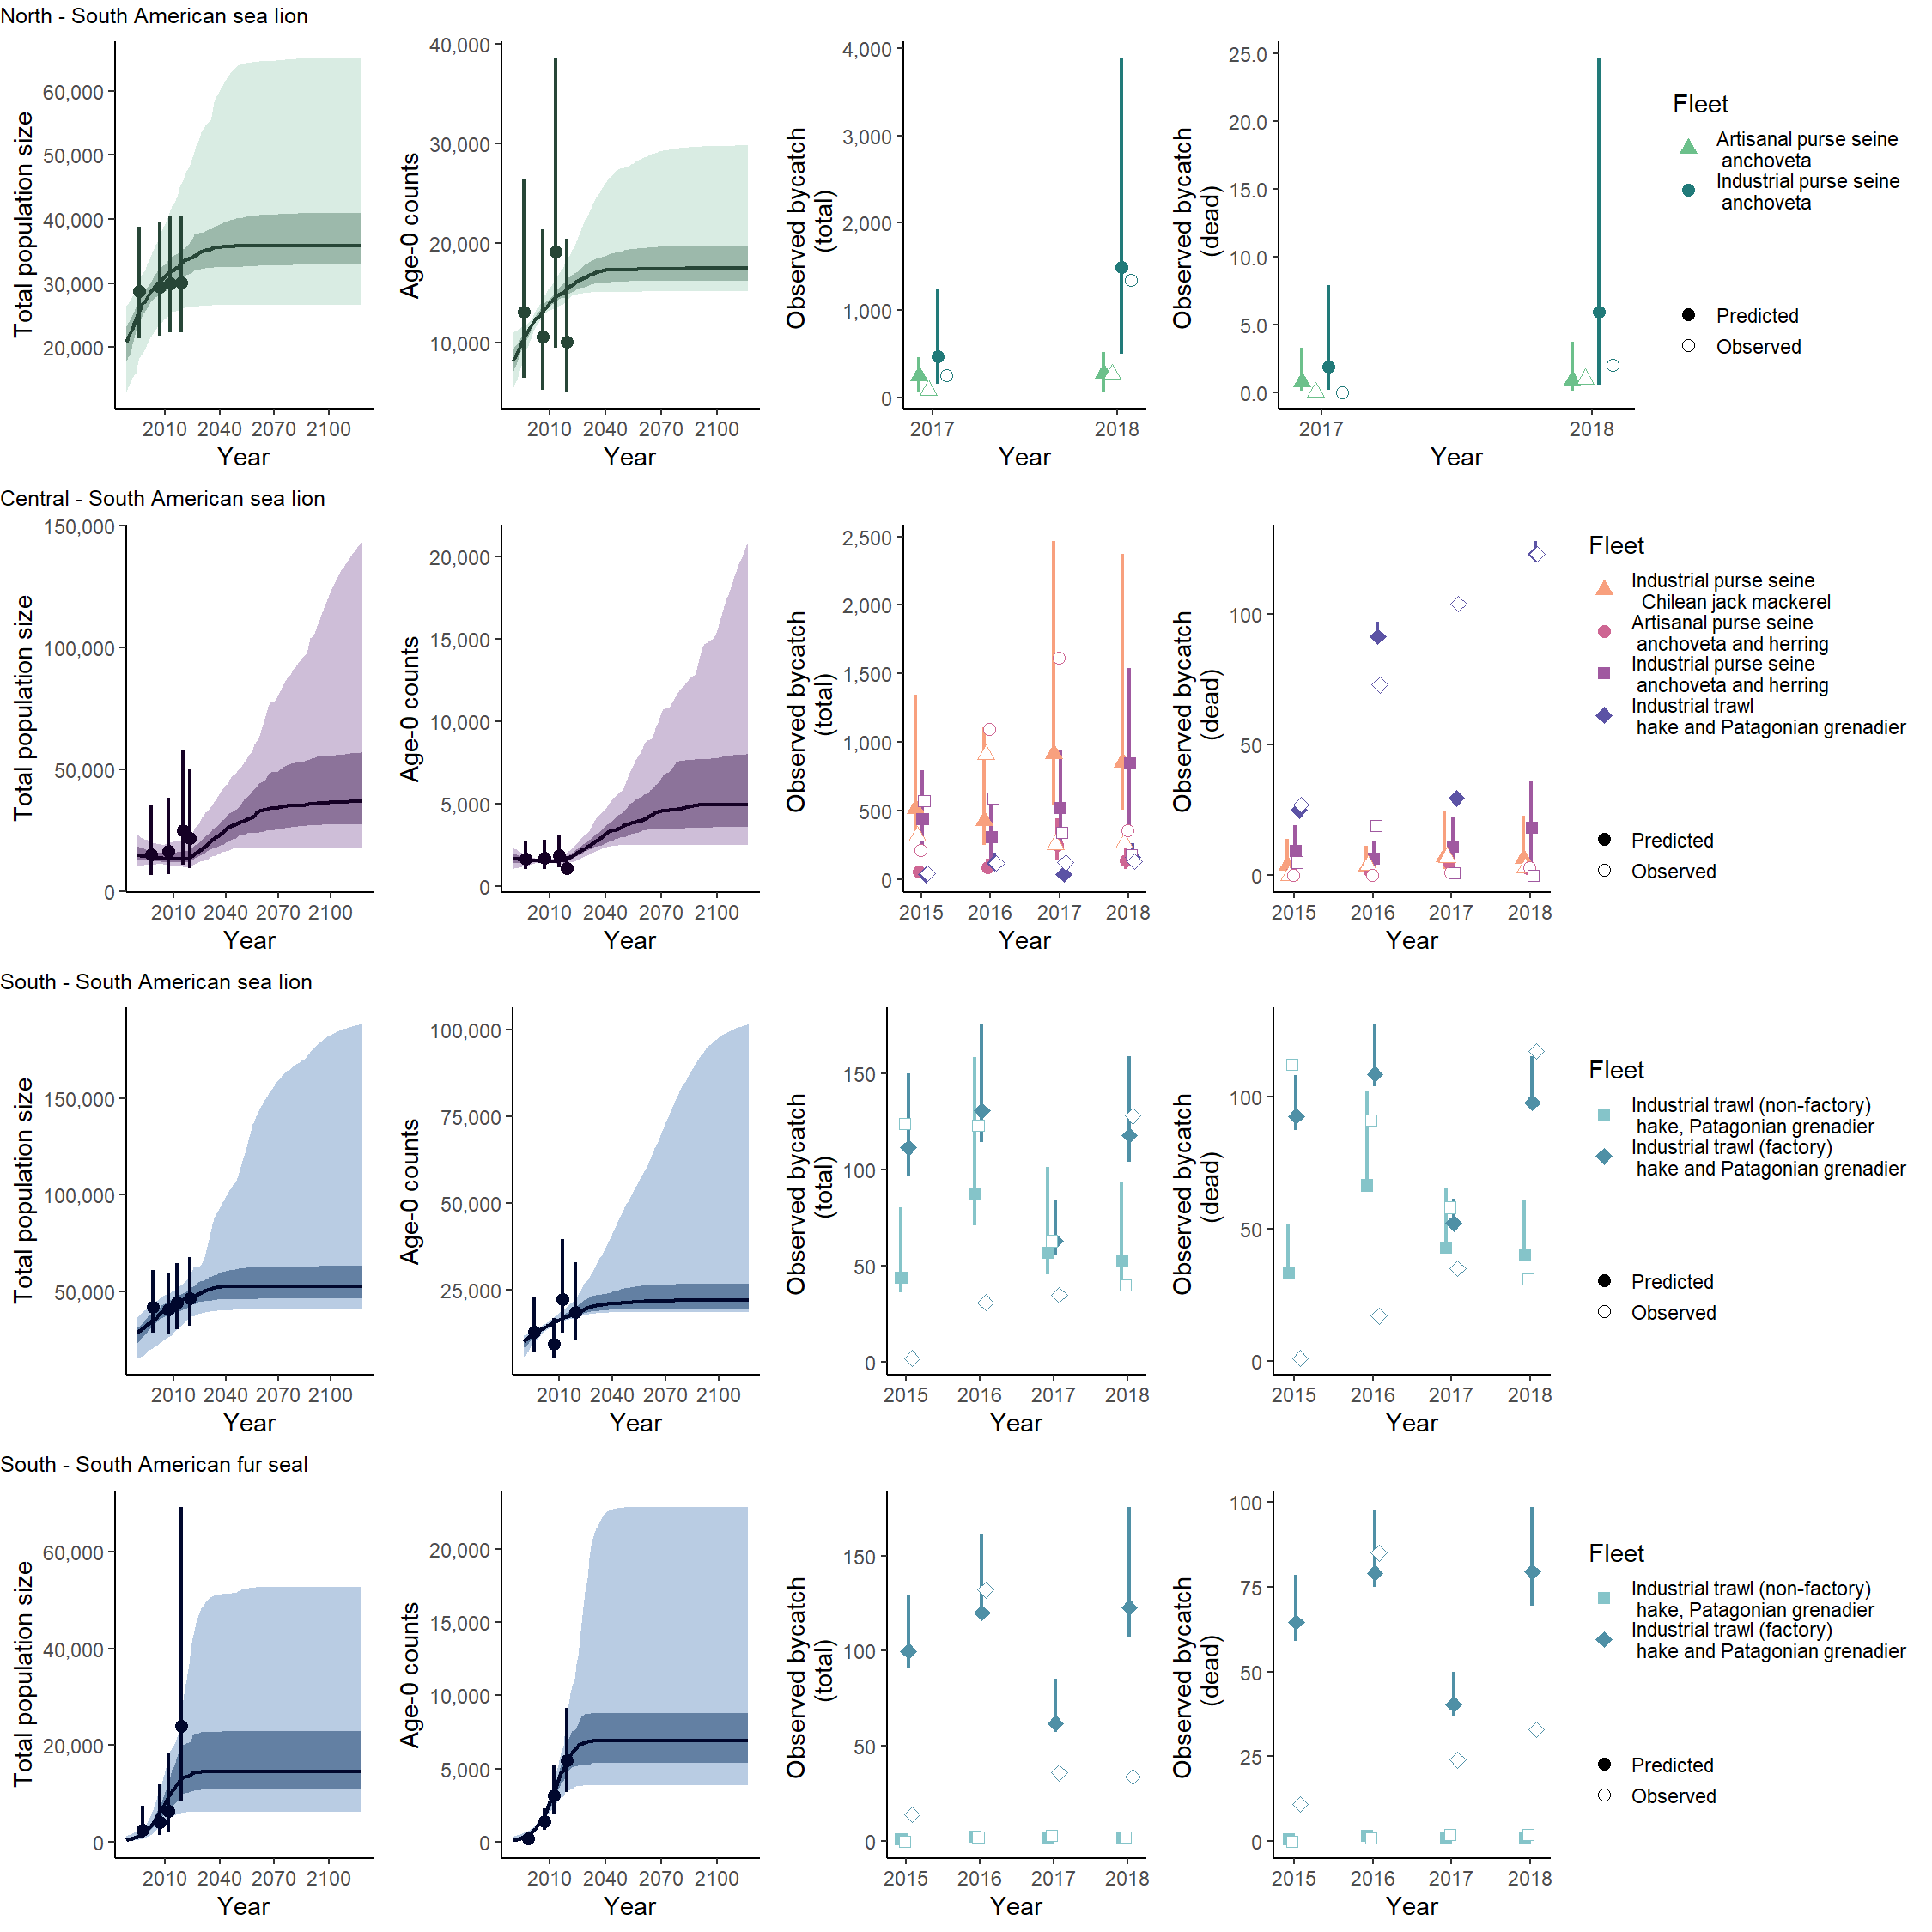 North - South American sea lion
Total population size
60,000
50,000
40,000
30,000
20,000
2010 2040 2070 2100
Year
Age-0 counts
40,000
30,000
20,000
10,000
2010 2040 2070 2100
Year
Observed bycatch
(total)
4,000
3,000
2,000
1,000
0
2017 2018
Year
Observed bycatch
(dead)
25.0
20.0
15.0
10.0
5.0
0.0
2017 2018
Year
Fleet
Artisanal purse seine
anchoveta
Industrial purse seine
anchoveta
Predicted
Observed
Central - South American sea lion
Total population size
150,000
100,000
50,000
0
2010 2040 2070 2100
Year
Age-0 counts
20,000
15,000
10,000
5,000
0
2010 2040 2070 2100
Year
Observed bycatch
(total)
2,500
2,000
1,500
1,000
500
0
2015 2016 2017 2018
Year
Observed bycatch
(dead)
100
50
0
2015 2016 2017 2018
Year
Fleet
Industrial purse seine
Chilean jack mackerel
Artisanal purse seine
anchoveta and herring
Industrial purse seine
anchoveta and herring
Industrial trawl
hake and Patagonian grenadier
Predicted
Observed
South - South American sea lion
Total population size
150,000
100,000
50,000
2010 2040 2070 2100
Year
Age-0 counts
100,000
75,000
50,000
25,000
2010 2040 2070 2100
Year
Observed bycatch
(total)
150
100
50
0
2015 2016 2017 2018
Year
Observed bycatch
(dead)
100
50
0
2015 2016 2017 2018
Year
Fleet
Industrial trawl (non-factory)
hake, Patagonian grenadier
Industrial trawl (factory)
hake and Patagonian grenadier
Predicted
Observed
South - South American fur seal
Total population size
60,000
40,000
20,000
0
2010 2040 2070 2100
Year
Age-0 counts
20,000
15,000
10,000
5,000
0
2010 2040 2070 2100
Year
Observed bycatch
(total)
150
100
50
0
2015 2016 2017 2018
Year
Observed bycatch
(dead)
100
75
50
25
0
2015 2016 2017 2018
Year
Fleet
Industrial trawl (non-factory)
hake, Patagonian grenadier
Industrial trawl (factory)
hake and Patagonian grenadier
Predicted
Observed